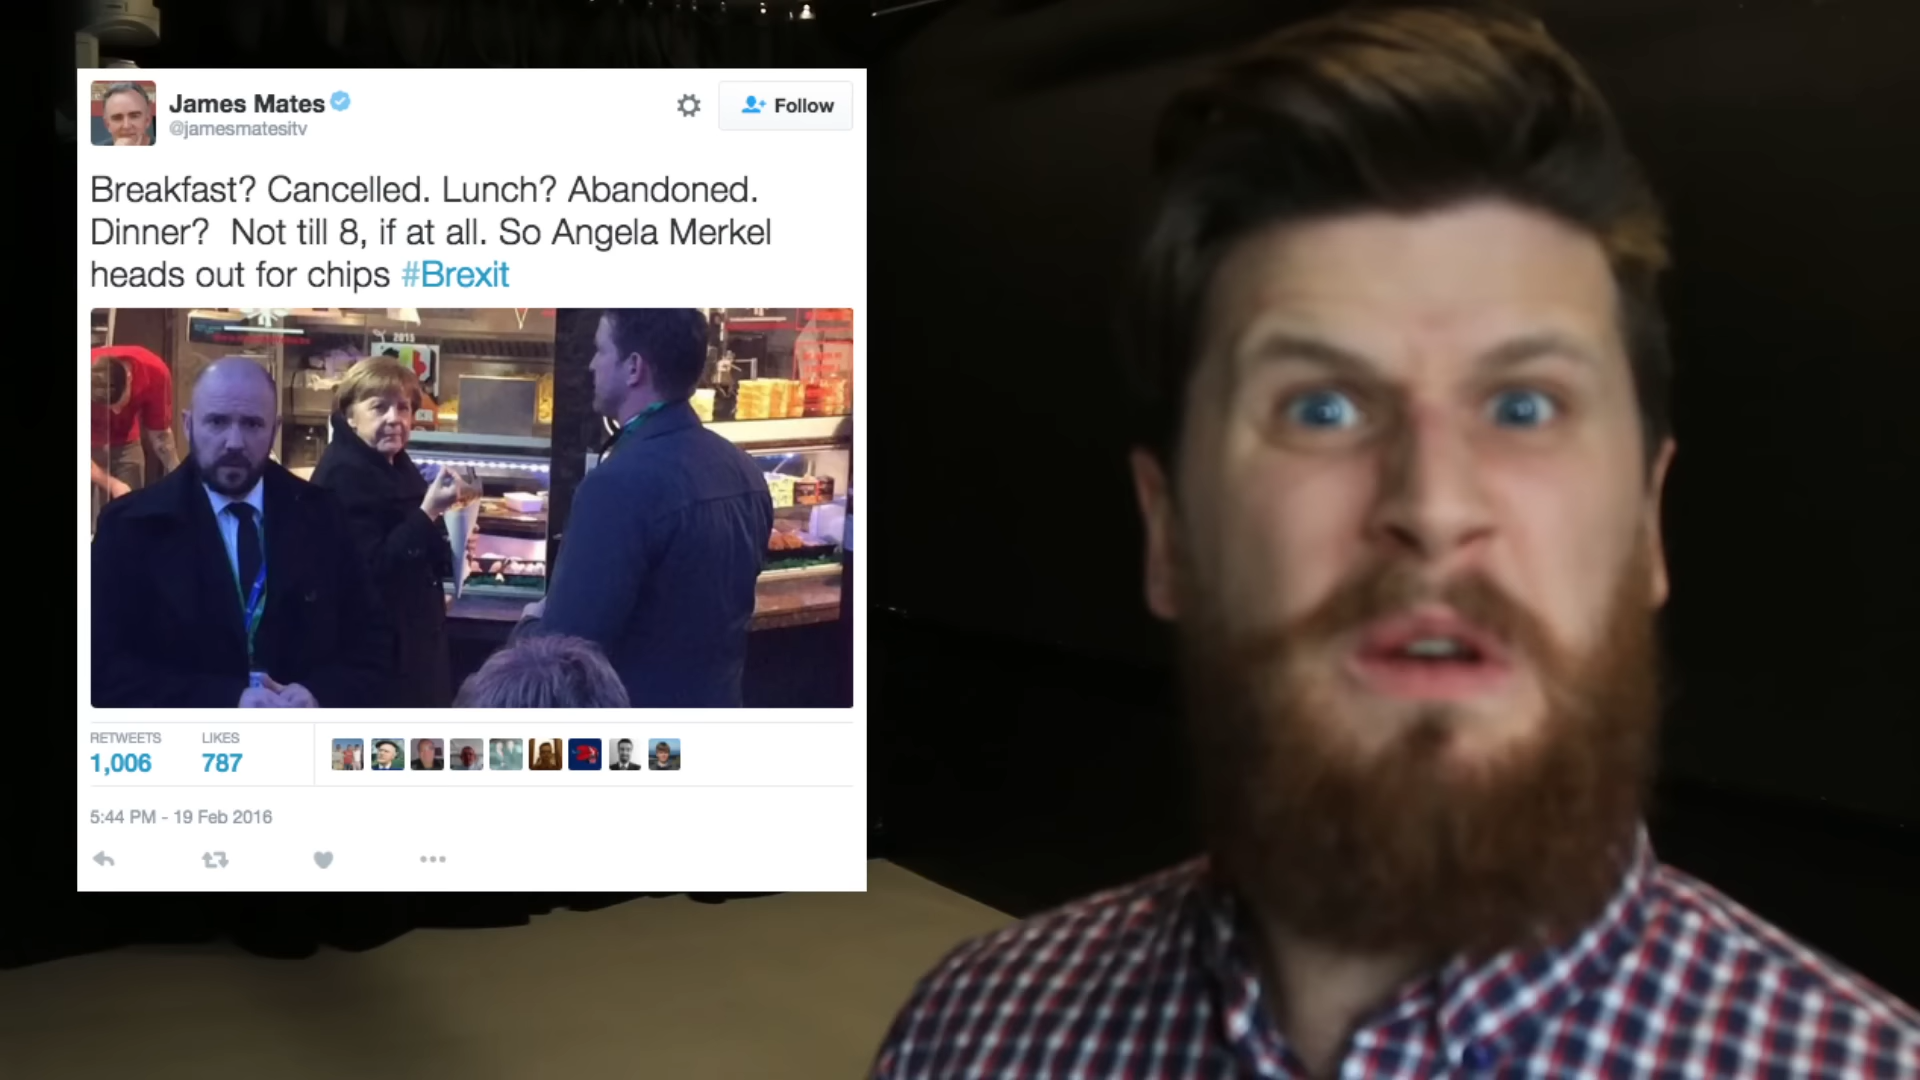 James Mates
@jamesmatesitv
Follow
Breakfast? Cancelled. Lunch? Abandoned.
Dinner? Not till 8, if at all. So Angela Merkel
heads out for chips #Brexit
2015
RETWEETS
1,006
LIKES
787
5:44 PM - 19 Feb 2016